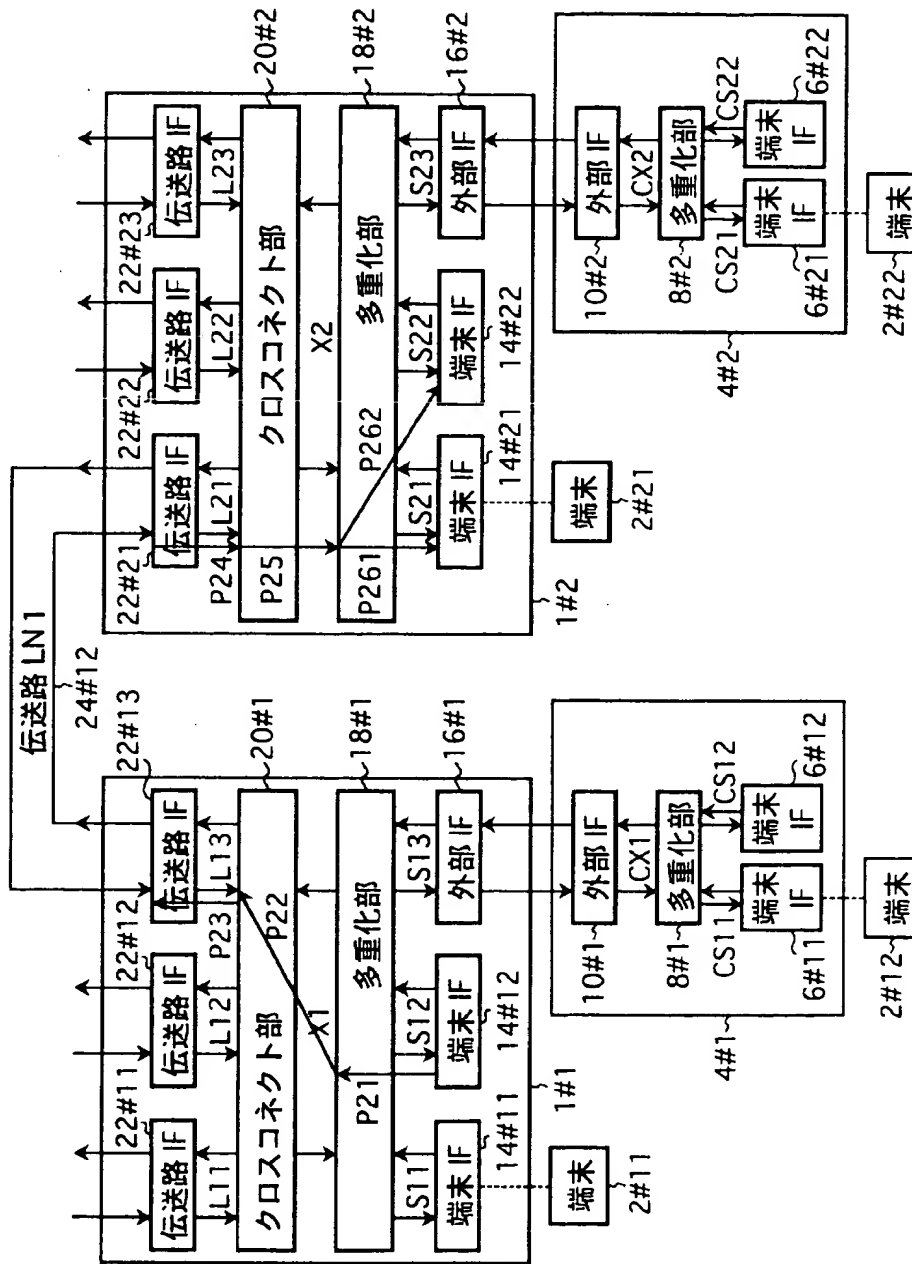 伝送路 LN 1
24#12
22#11
22#12
22#13
伝送路 IF
伝送路 IF
伝送路 IF
L11
L12
P23
L13
クロスコネクト部
P22
20#1
X1
P21
多重化部
18#1
S11
S12
S13
端末 IF
端末 IF
外部 IF
16#1
14#11
14#12
1#1
端末
2#11
外部 IF
10#1
CX1
多重化部
8#1
CS11
CS12
端末
IF
端末
IF
6#11
6#12
4#1
端末
2#12
22#21
22#22
22#23
伝送路 IF
伝送路 IF
伝送路 IF
P24
L21
L22
L23
P25
クロスコネクト部
20#2
X2
P261
P262
多重化部
18#2
S21
S22
S23
端末 IF
端末 IF
外部 IF
16#2
14#21
14#22
1#2
端末
2#21
外部 IF
10#2
CX2
多重化部
8#2
CS21
CS22
端末
IF
端末
IF
6#21
6#22
4#2
端末
2#22